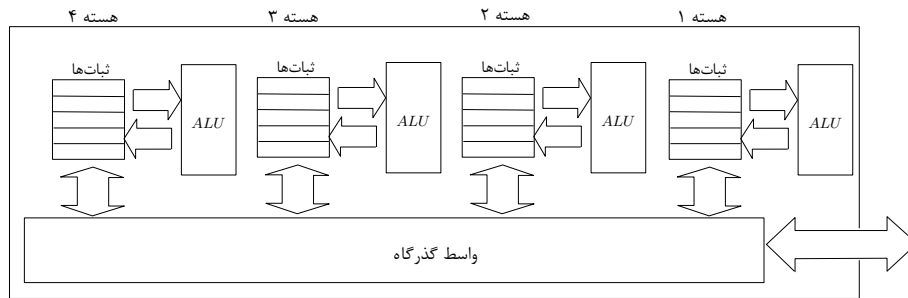 هسته ۱ هسته ۲ هسته ۳ هسته ۴
ثبات‌ها ثبات‌ها ثبات‌ها ثبات‌ها
ALU ALU ALU ALU
واسط گذرگاه